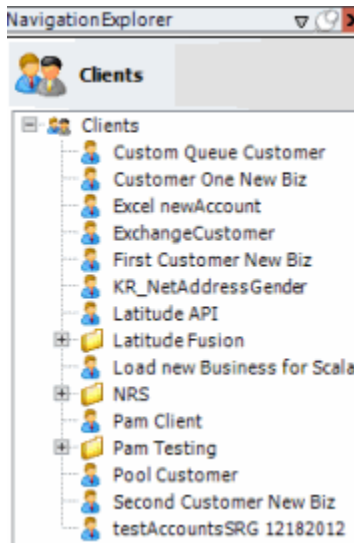 NavigationExplorer
Clients
Clients
Custom Queue Customer
Customer One New Biz
Excel newAccount
ExchangeCustomer
First Customer New Biz
KR_NetAddressGender
Latitude API
Latitude Fusion
Load new Business for Scala
NRS
Pam Client
Pam Testing
Pool Customer
Second Customer New Biz
testAccountsSRG 12182012